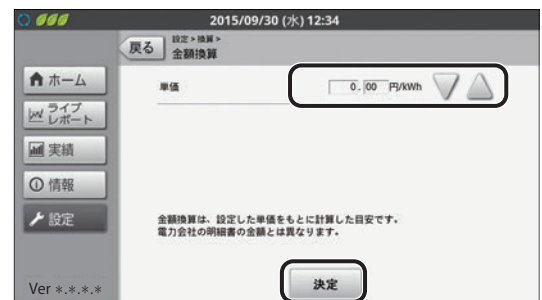 2015/09/30 (水) 12:34
戻る
設定>換算>
金額換算
ホーム
ライブ
レポート
実績
情報
設定
Ver *.*.*.*
単価
0. 00 円/kWh
金額換算は、設定した単価をもとに計算した目安です。
電力会社の明細書の金額とは異なります。
決定